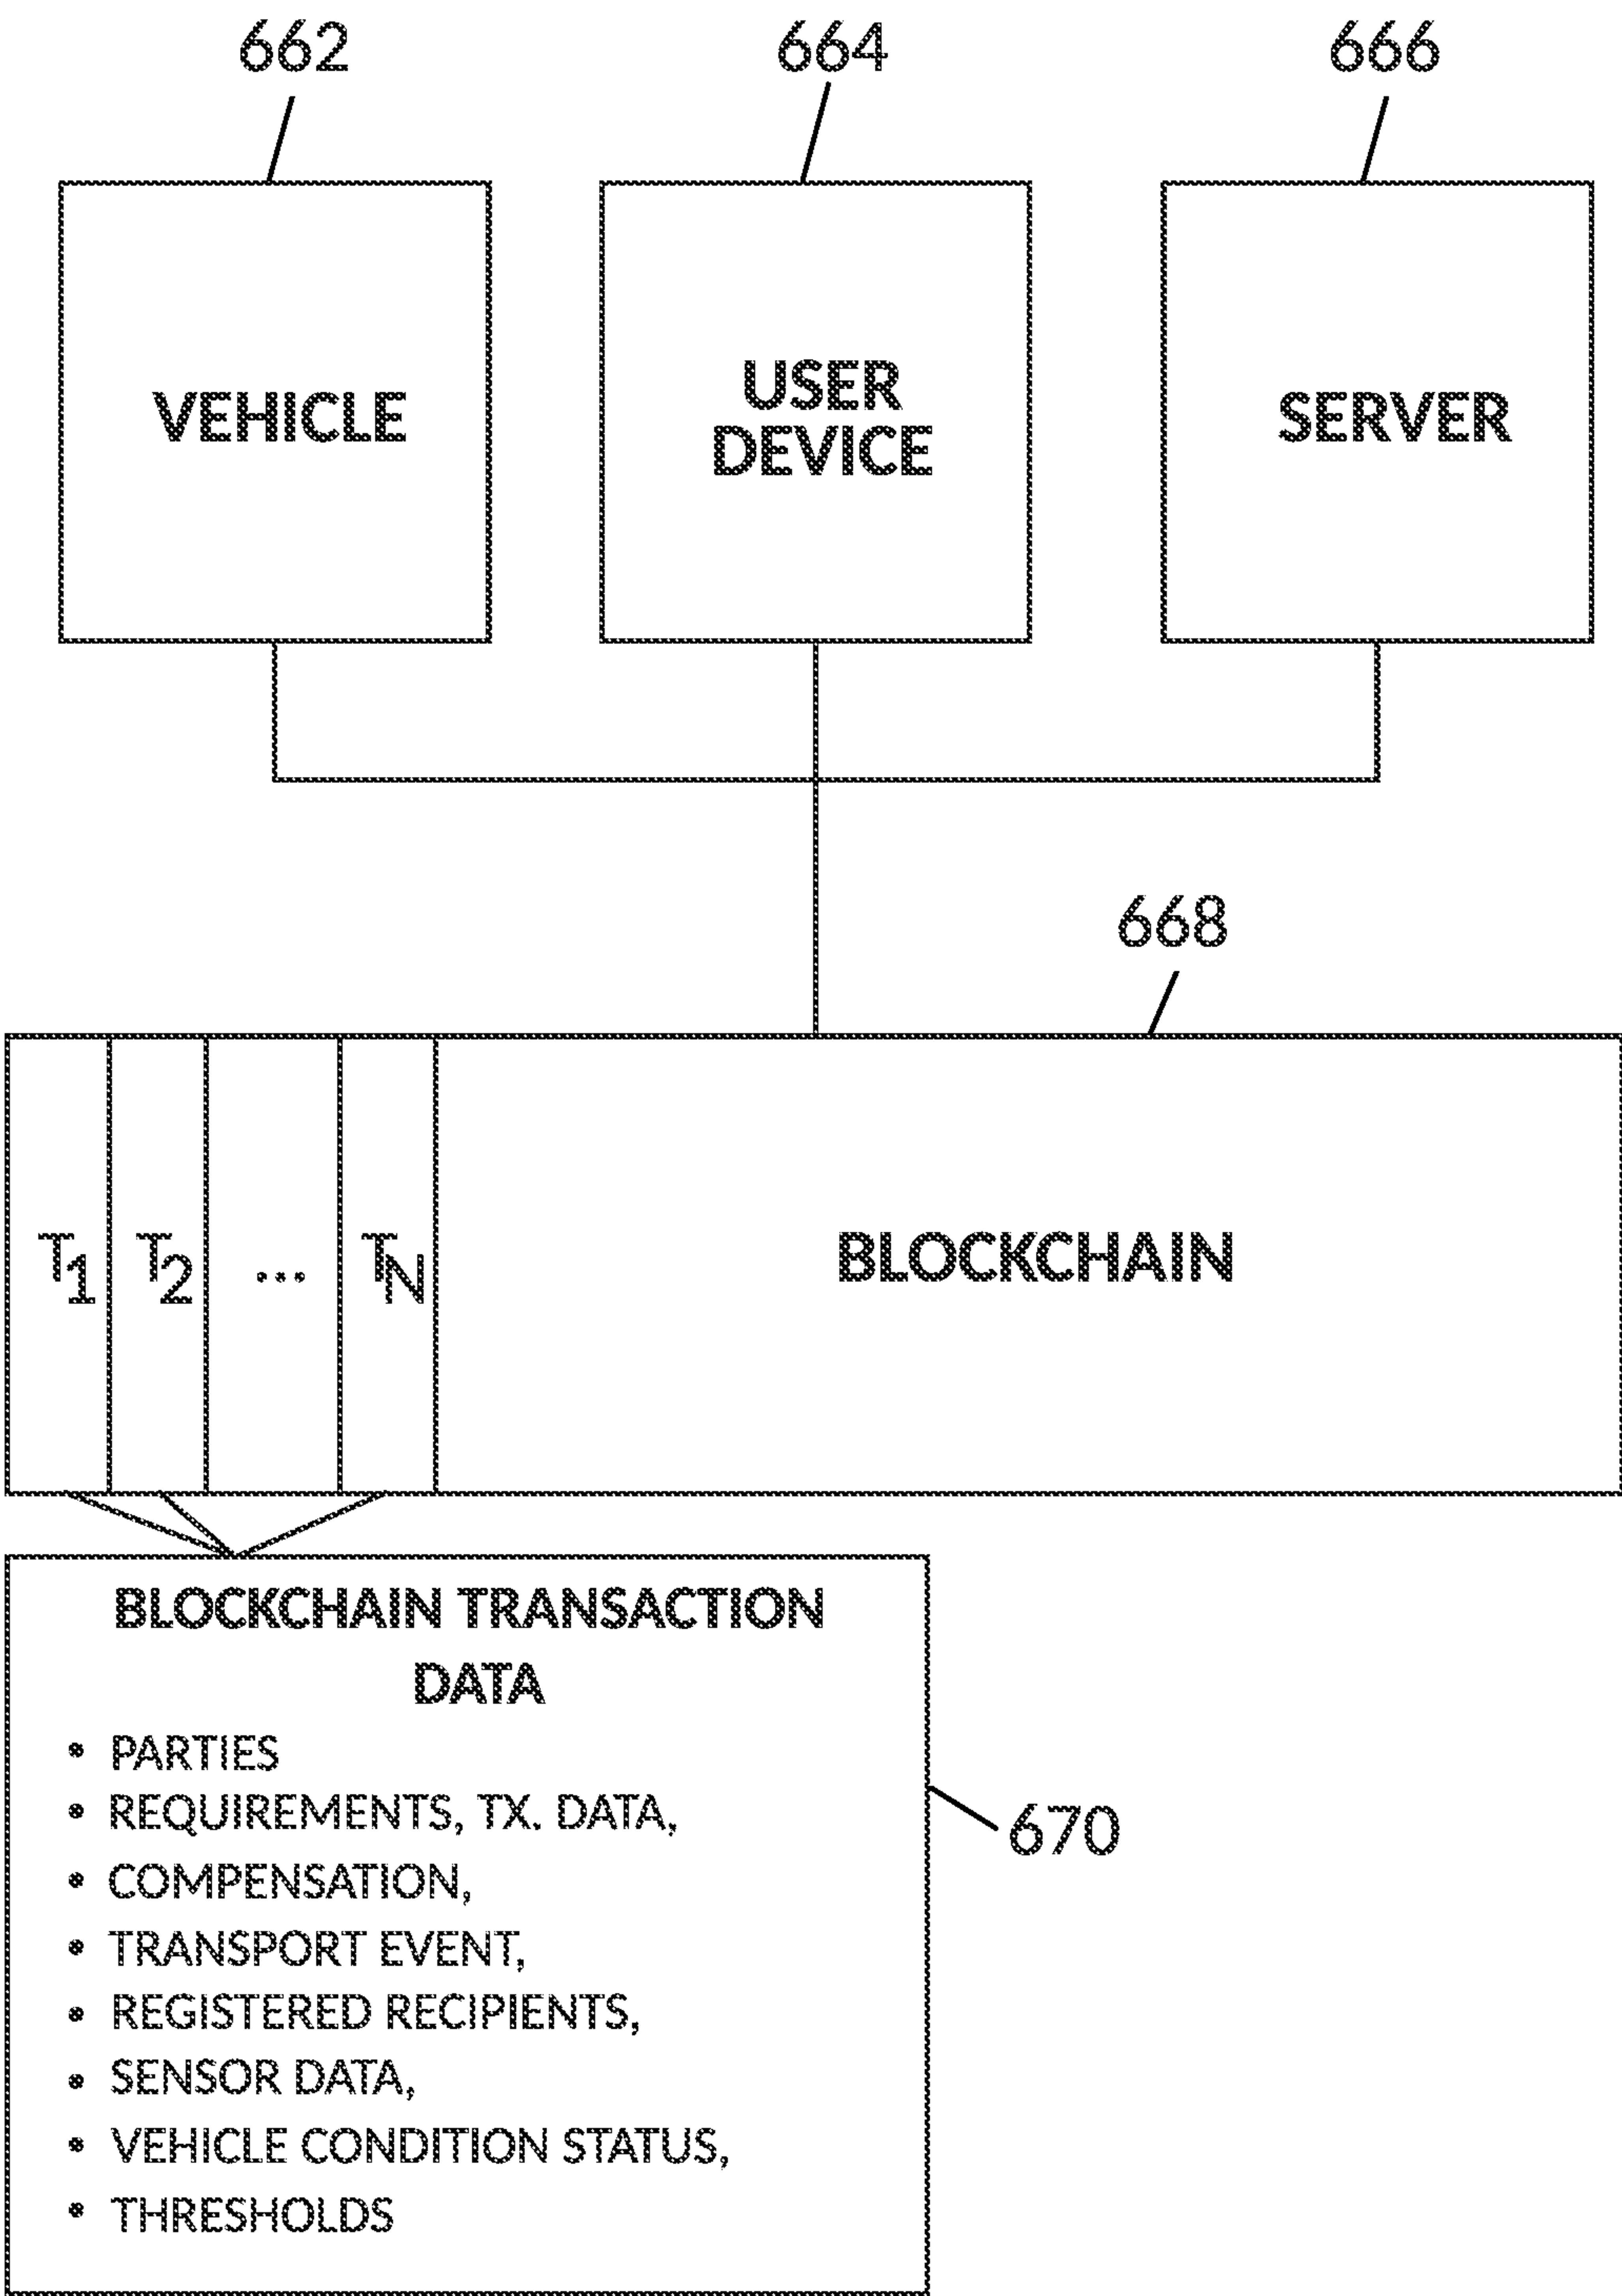 662
664
666
VEHICLE
USER
DEVICE
SERVER
668
T1
T2
...
TN
BLOCKCHAIN
BLOCKCHAIN TRANSACTION
DATA
• PARTIES
• REQUIREMENTS, TX. DATA,
• COMPENSATION,
• TRANSPORT EVENT,
• REGISTERED RECIPIENTS,
• SENSOR DATA,
• VEHICLE CONDITION STATUS,
• THRESHOLDS
670